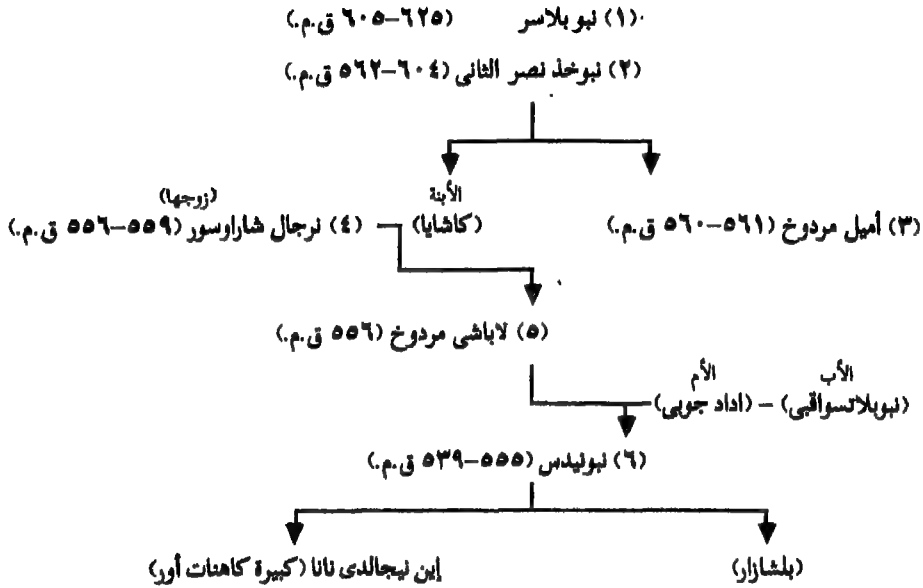 (١) نبوبلاسر (٦٢٥–٦٠٥ ق.م.)
(٢) نبوخذ نصر الثانى (٦٠٤–٥٦٢ ق.م.)
الأبنة (زوجها)
(٣) أميل مردوخ (٥٦١–٥٦٠ ق.م.) (كاشايا) – (٤) نرجال شاراوسور (٥٥٩–٥٥٦ ق.م.)
(٥) لاباشى مردوخ (٥٥٦ ق.م.)
الأب الأم
(نبوبلاتسواقبى) – (اداد جوبى)
(٦) نبونيدس (٥٥٥–٥٣٩ ق.م.)
(بلشازار) إين نيجالدى نانا (كبيرة كاهنات أور)